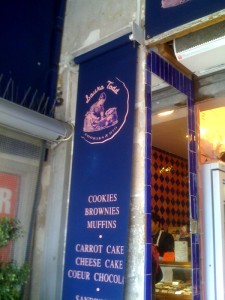 Laura Todd
COOKIES
BROWNIES
MUFFINS
CARROT CAKE
CHEESE CAKE
COEUR CHOCOL